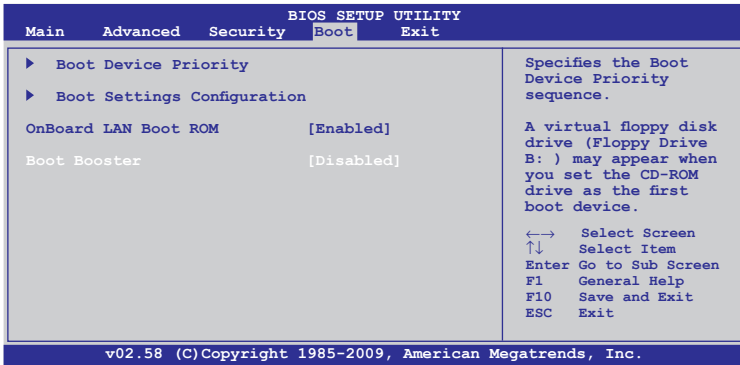 BIOS SETUP UTILITY
Main Advanced Security Boot Exit
Boot Device Priority
Boot Settings Configuration
OnBoard LAN Boot ROM [Enabled]
Boot Booster [Disabled]
Specifies the Boot
Device Priority
sequence.
A virtual floppy disk
drive (Floppy Drive
B: ) may appear when
you set the CD-ROM
drive as the first
boot device.
←→ Select Screen
↑↓ Select Item
Enter Go to Sub Screen
F1 General Help
F10 Save and Exit
ESC Exit
v02.58 (C)Copyright 1985-2009, American Megatrends, Inc.